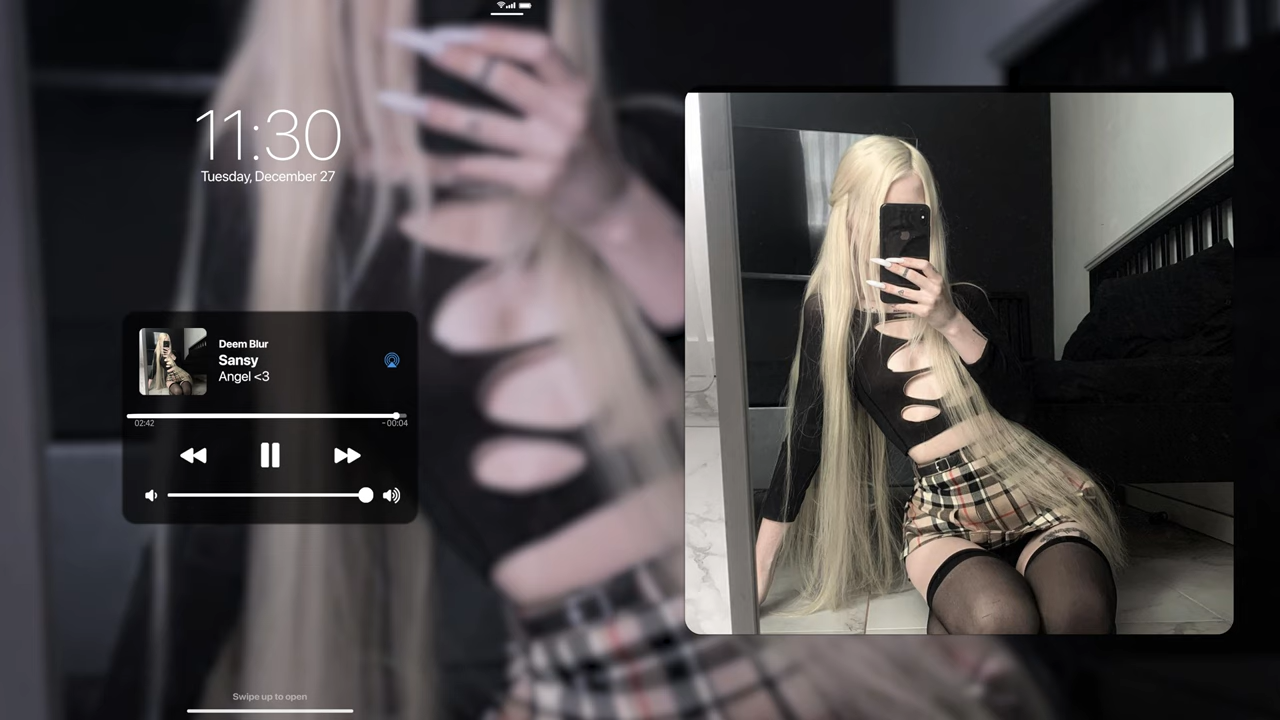 11:30
Tuesday, December 27
Deem Blur
Sansy
Angel <3
02:42
-00:04
Swipe up to open